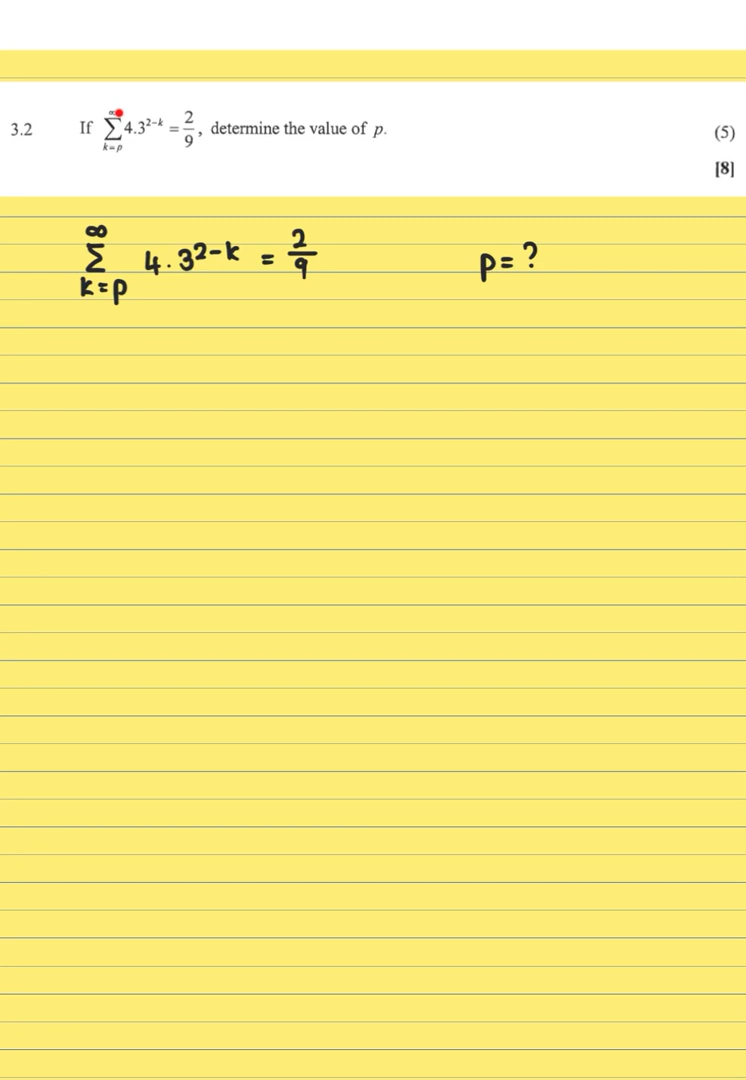 3.2 If ∞ Σ k=p 4.3^{2−k} = 2/9, determine the value of p. (5)
[8]
∞ Σ k=p 4.3^{2-k} = 2/9 p=?